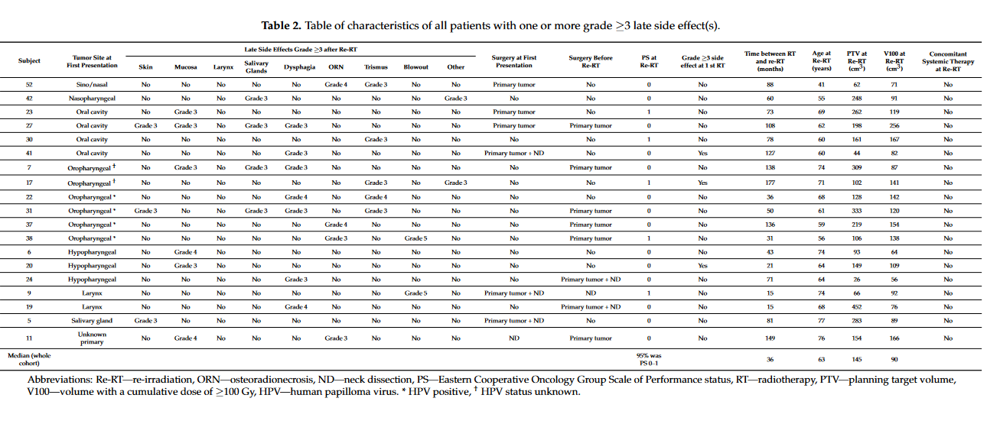 Table 2. Table of characteristics of all patients with one or more grade ≥3 late side effect(s).
Subject Tumor Site at First Presentation Late Side Effects Grade ≥3 after Re-RT Surgery at First Presentation Surgery Before Re-RT PS at Re-RT Grade ≥3 side effect at 1 st RT Time between RT and re-RT (months) Age at Re-RT (years) PTV at Re-RT (cm3) V100 at Re-RT (cm3) Concomitant Systemic Therapy at Re-RT
Skin Mucosa Larynx Salivary Glands Dysphagia ORN Trismus Blowout Other
52 Sino/nasal No No No No No Grade 4 Grade 3 No No Primary tumor No 0 No 88 41 62 71 No
42 Nasopharyngeal No No No Grade 3 No No No No Grade 3 No No 0 No 60 55 248 91 No
23 Oral cavity No Grade 3 No No No No No No No Primary tumor No 1 No 73 69 262 119 No
27 Oral cavity Grade 3 Grade 3 No Grade 3 Grade 3 No No No No Primary tumor Primary tumor 0 No 108 62 198 256 No
30 Oral cavity No No No No No No Grade 3 No No No No 1 No 78 60 161 167 No
41 Oral cavity No No No No Grade 3 No No No No Primary tumor + ND No 0 Yes 127 60 44 82 No
7 Oropharyngeal † No Grade 3 No Grade 3 Grade 3 No No No No No Primary tumor 0 No 138 74 309 87 No
17 Oropharyngeal † No No No No No No Grade 3 No Grade 3 No No 1 Yes 177 71 102 141 No
22 Oropharyngeal * No No No No Grade 4 No Grade 4 No No No No 0 No 36 68 128 142 No
31 Oropharyngeal * Grade 3 No No Grade 3 Grade 3 No Grade 3 No No No Primary tumor 0 No 50 61 333 120 No
37 Oropharyngeal * No No No No No Grade 4 No No No No Primary tumor 0 No 136 59 219 154 No
38 Oropharyngeal * No No No No No Grade 3 No Grade 5 No No Primary tumor 1 No 31 56 106 138 No
6 Hypopharyngeal No Grade 4 No No No No No No No No No 0 No 43 74 93 64 No
20 Hypopharyngeal No Grade 3 No No No No No No No No No 0 Yes 21 64 149 109 No
24 Hypopharyngeal No No No No Grade 3 No No No No No Primary tumor + ND 0 No 71 64 26 56 No
9 Larynx No No No No No No No Grade 5 No Primary tumor + ND ND 1 No 15 74 66 92 No
19 Larynx No No No No Grade 4 No No No No No Primary tumor + ND 0 No 15 68 452 76 No
5 Salivary gland Grade 3 No No No No No No No No Primary tumor + ND No 0 No 81 77 283 89 No
11 Unknown primary No Grade 4 No No No Grade 3 No No No ND Primary tumor 0 No 149 76 154 166 No
Median (whole cohort) 95% was PS 0–1 36 63 145 90
Abbreviations: Re-RT—re-irradiation, ORN—osteoradionecrosis, ND—neck dissection, PS—Eastern Cooperative Oncology Group Scale of Performance status, RT—radiotherapy, PTV—planning target volume,
V100—volume with a cumulative dose of ≥100 Gy, HPV—human papilloma virus. * HPV positive, † HPV status unknown.